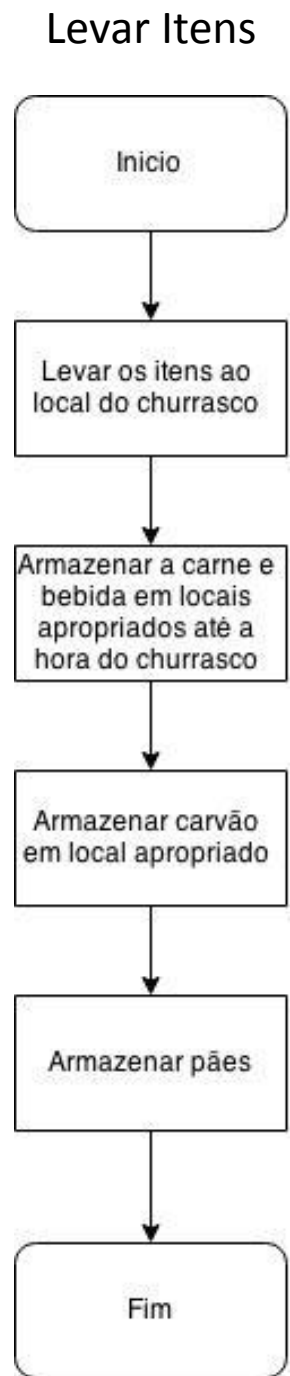 Levar Itens
Inicio
Levar os itens ao
local do churrasco
Armazenar a carne e
bebida em locais
apropriados até a
hora do churrasco
Armazenar carvão
em local apropriado
Armazenar pães
Fim